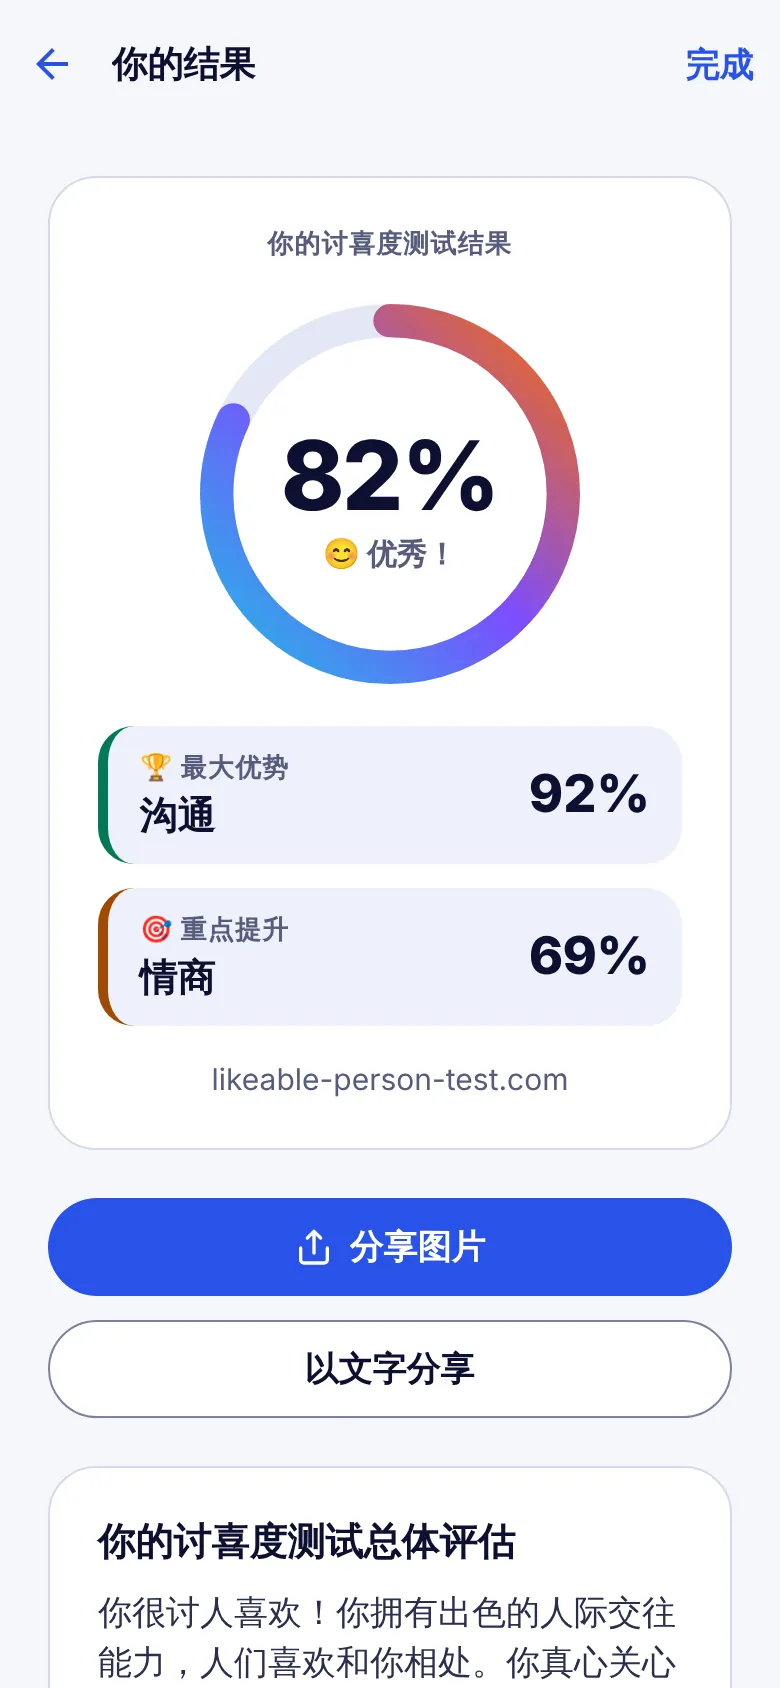 你的结果
完成
你的讨喜度测试结果
82%
😊 优秀！
🏆 最大优势
沟通
92%
🎯 重点提升
情商
69%
likeable-person-test.com
分享图片
以文字分享
你的讨喜度测试总体评估
你很讨人喜欢！你拥有出色的人际交往
能力，人们喜欢和你相处。你真心关心